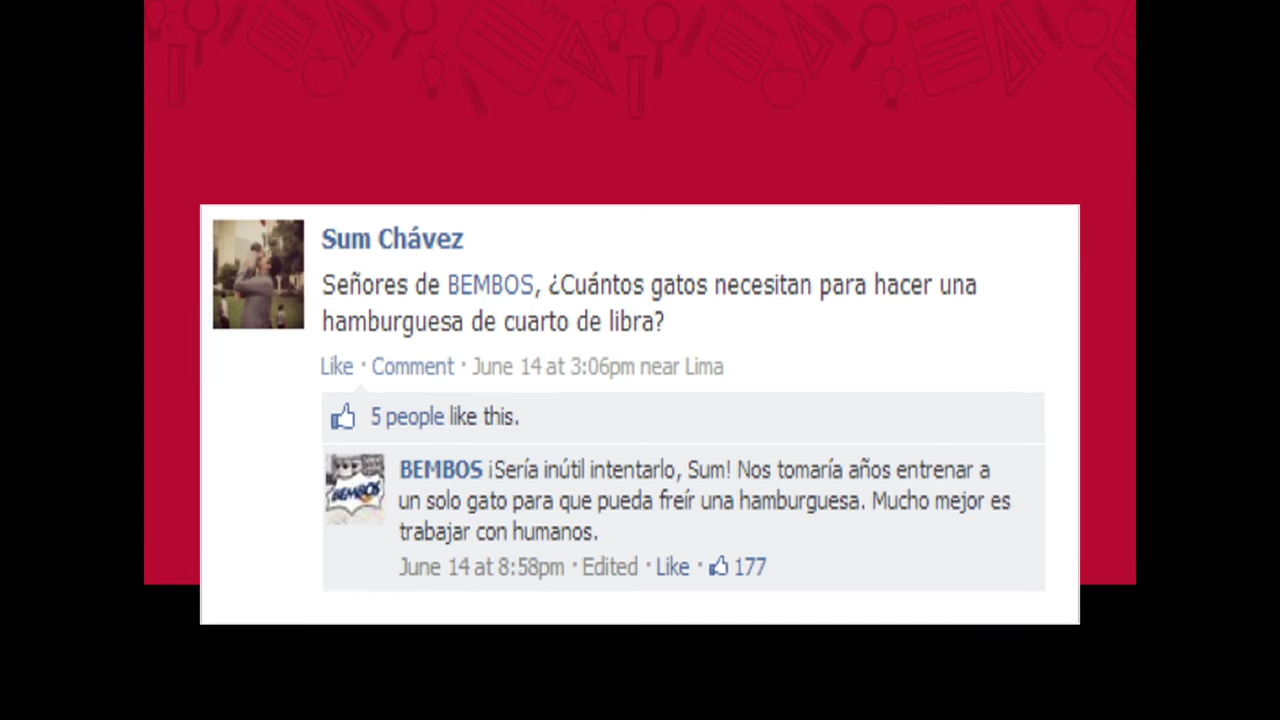 Sum Chávez
Señores de BEMBOS, ¿Cuántos gatos necesitan para hacer una
hamburguesa de cuarto de libra?
Like · Comment · June 14 at 3:06pm near Lima
5 people like this.
BEMBOS
BEMBOS ¡Sería inútil intentarlo, Sum! Nos tomaría años entrenar a
un solo gato para que pueda freír una hamburguesa. Mucho mejor es
trabajar con humanos.
June 14 at 8:58pm · Edited · Like · 177